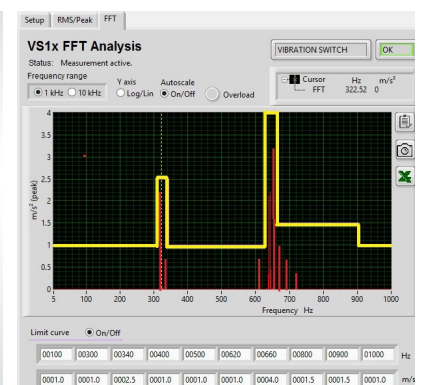 Setup RMS/Peak FFT
VS1x FFT Analysis
VIBRATION SWITCH OK
Status: Measurement active.
Frequency range
Y axis Autoscale
1 kHz 10 kHz Log/Lin On/Off Overload
Cursor Hz m/s²
FFT 322.52 0
4
3.5
3
2.5
2
1.5
1
0.5
0
m/s² (peak)
5 100 200 300 400 500 600 700 800 900 1000
Frequency Hz
Limit curve On/Off
00100 00300 00340 00400 00500 00620 00660 00800 00900 01000 Hz
0001.0 0001.0 0002.5 0001.0 0001.0 0001.0 0004.0 0001.5 0001.5 0001.0 m/s